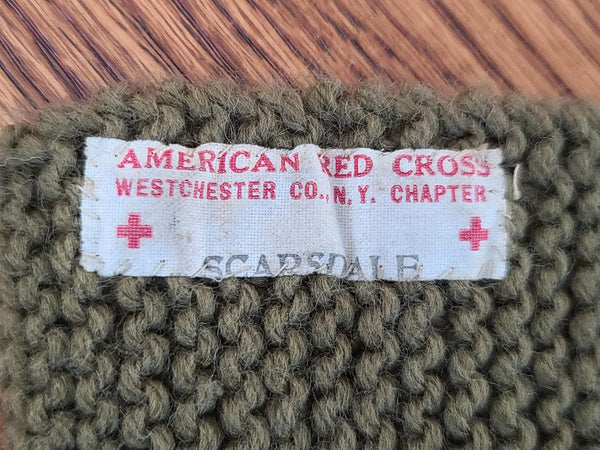 AMERICAN RED CROSS
WESTCHESTER CO., N.Y. CHAPTER
SCARSDALE